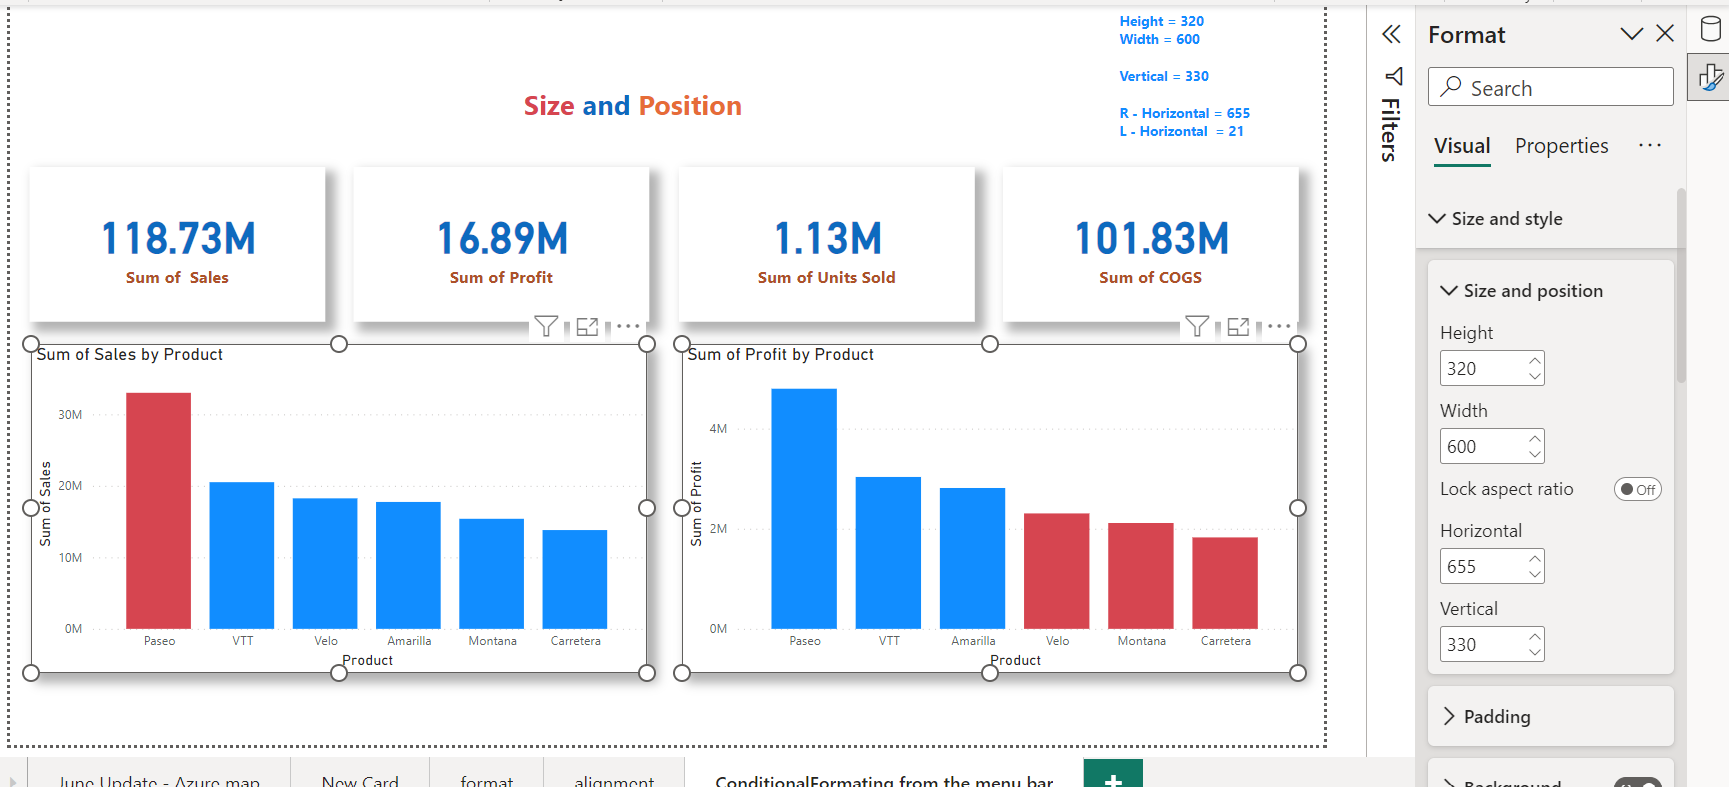 Height = 320
Width = 600
Vertical = 330
R - Horizontal = 655
L - Horizontal = 21
Size and Position
118.73M
Sum of Sales
16.89M
Sum of Profit
1.13M
Sum of Units Sold
101.83M
Sum of COGS
Sum of Sales by Product
30M
20M
10M
0M
Sum of Sales
Paseo
VTT
Velo
Amarilla
Montana
Carretera
Product
Sum of Profit by Product
4M
2M
0M
Sum of Profit
Paseo
VTT
Amarilla
Velo
Montana
Carretera
Product
Filters
Format
Search
Visual
Properties
Size and style
Size and position
Height
320
Width
600
Lock aspect ratio
Off
Horizontal
655
Vertical
330
Padding
Background
June Update - Azure map
New Card
format
alignment
ConditionalFormating from the menu bar